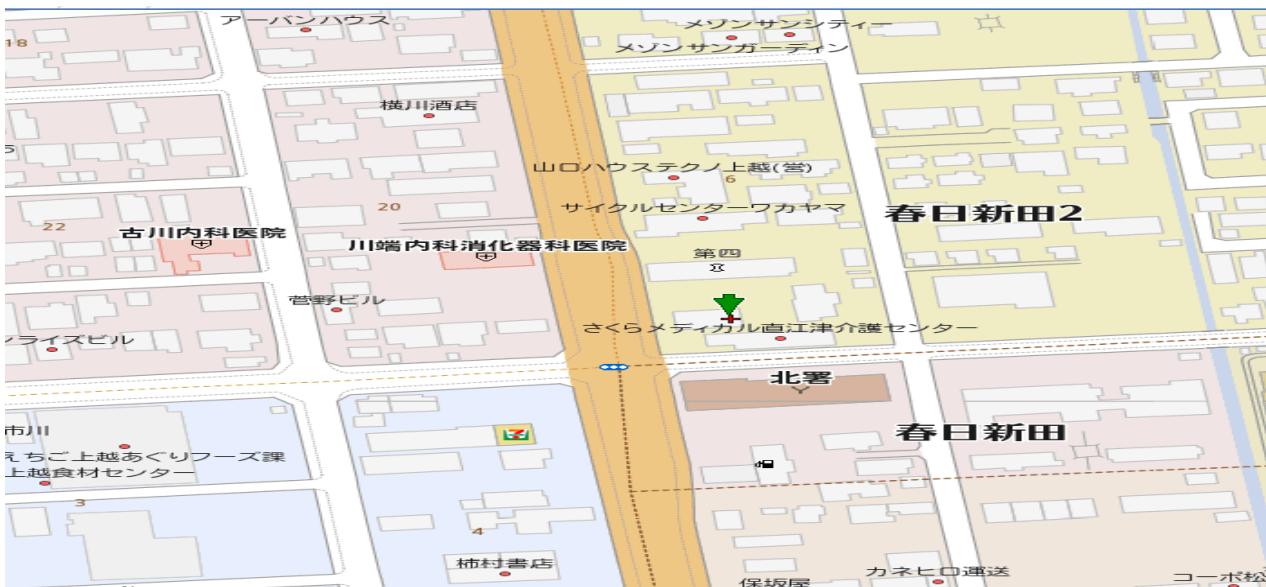 アーバンハウス
メゾンサンシティー
18
メゾンサンガーディン
横川酒店
5
山口ハウステクノ上越(営)
6
20
サイクルセンターワカヤマ
春日新田2
22
古川内科医院
川端内科消化器科医院
第四
菅野ビル
さくらメディカル直江津介護センター
ンライズビル
北署
市川
春日新田
えちご上越あぐりフーズ課
上越食材センター
3
4
柿村書店
保坂屋
カネヒロ運送
コーポ松